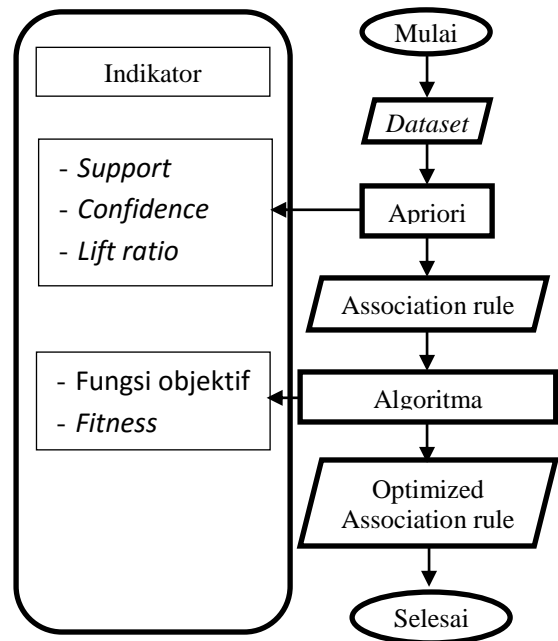 Indikator
- Support
- Confidence
- Lift ratio
- Fungsi objektif
- Fitness
Mulai
Dataset
Apriori
Association rule
Algoritma
Optimized
Association rule
Selesai